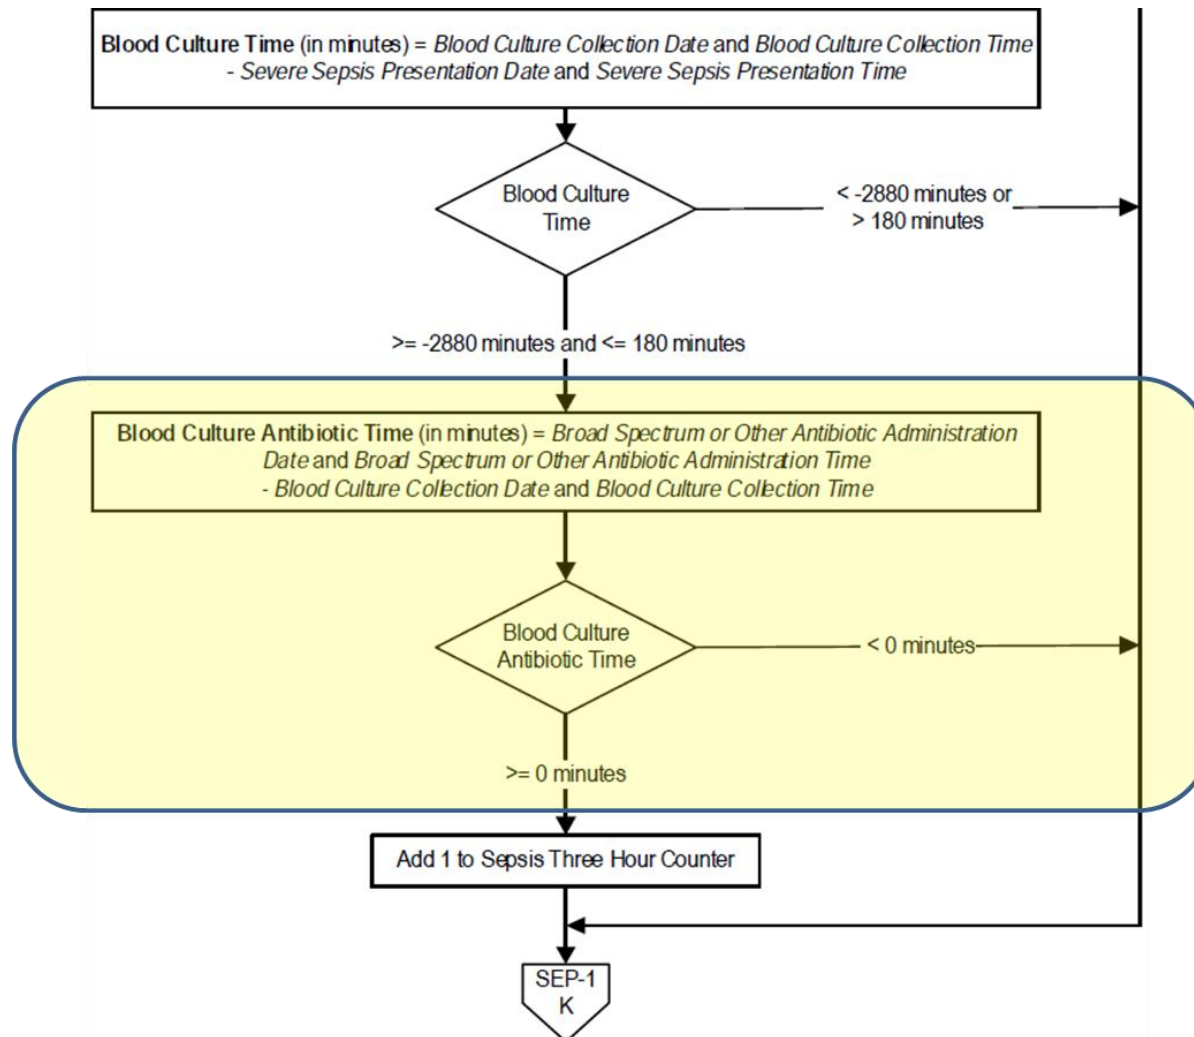 Blood Culture Time (in minutes) = Blood Culture Collection Date and Blood Culture Collection Time
- Severe Sepsis Presentation Date and Severe Sepsis Presentation Time
Blood Culture
Time
< -2880 minutes or
> 180 minutes
>= -2880 minutes and <= 180 minutes
Blood Culture Antibiotic Time (in minutes) = Broad Spectrum or Other Antibiotic Administration
Date and Broad Spectrum or Other Antibiotic Administration Time
- Blood Culture Collection Date and Blood Culture Collection Time
Blood Culture
Antibiotic Time
< 0 minutes
>= 0 minutes
Add 1 to Sepsis Three Hour Counter
SEP-1
K